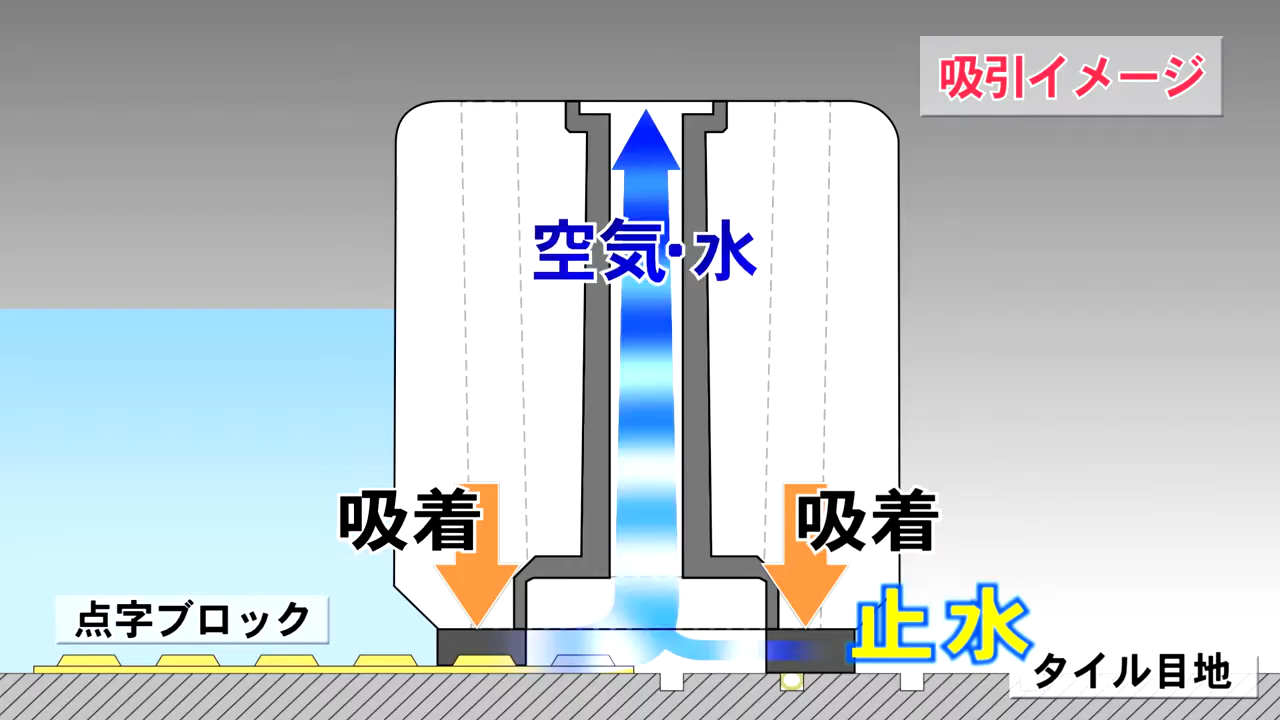 吸引イメージ
空気・水
吸着
吸着
止水
点字ブロック
タイル目地